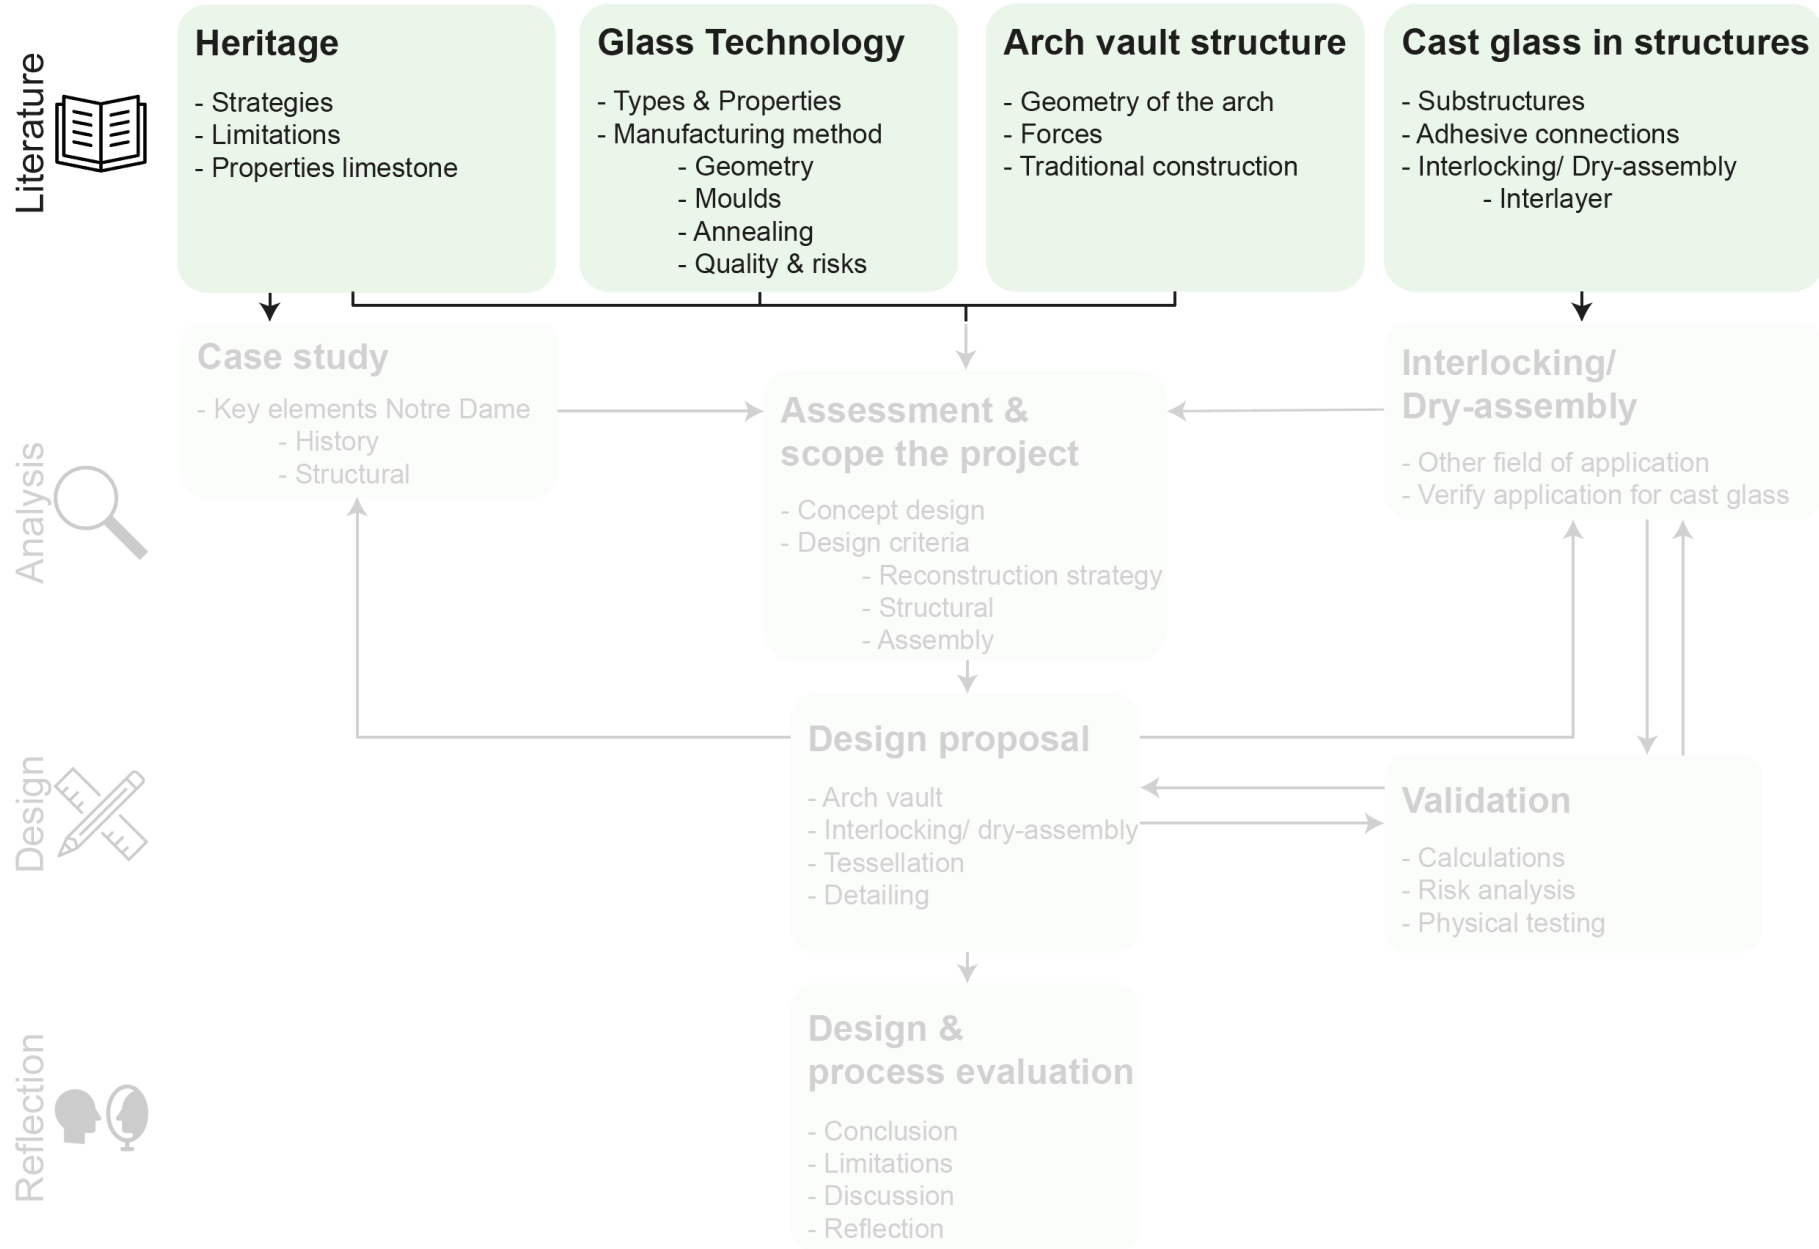 Literature
Heritage
- Strategies
- Limitations
- Properties limestone
Glass Technology
- Types & Properties
- Manufacturing method
- Geometry
- Moulds
- Annealing
- Quality & risks
Arch vault structure
- Geometry of the arch
- Forces
- Traditional construction
Cast glass in structures
- Substructures
- Adhesive connections
- Interlocking/ Dry-assembly
- Interlayer
Analysis
Case study
- Key elements Notre Dame
- History
- Structural
Assessment &
scope the project
- Concept design
- Design criteria
- Reconstruction strategy
- Structural
- Assembly
Interlocking/
Dry-assembly
- Other field of application
- Verify application for cast glass
Design
Design proposal
- Arch vault
- Interlocking/ dry-assembly
- Tessellation
- Detailing
Validation
- Calculations
- Risk analysis
- Physical testing
Reflection
Design &
process evaluation
- Conclusion
- Limitations
- Discussion
- Reflection